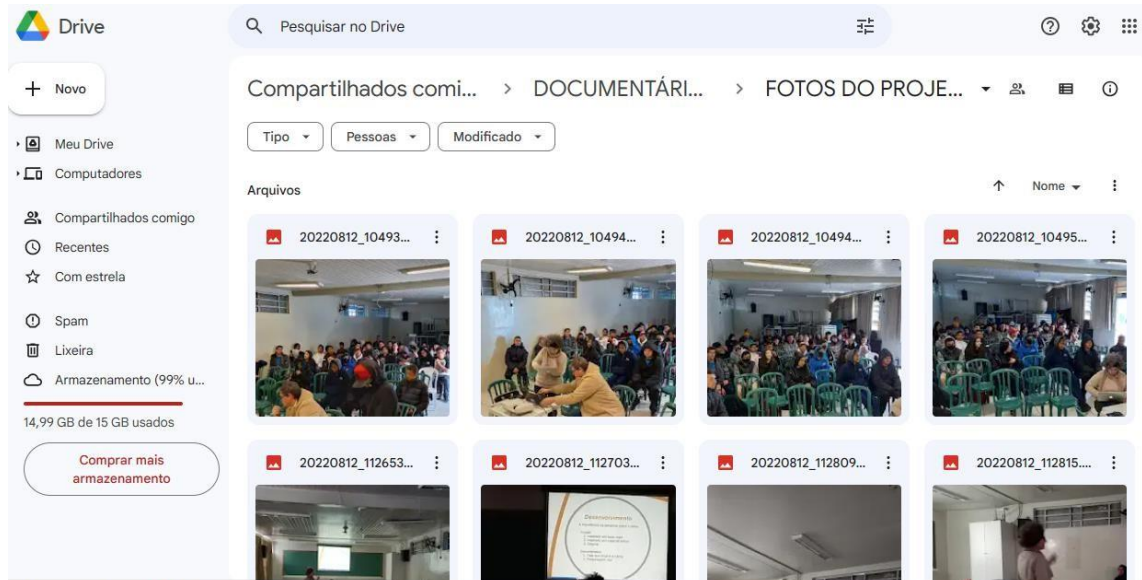 Drive
Pesquisar no Drive
Novo
Compartilhados comi... > DOCUMENTÁRI... > FOTOS DO PROJE...
Tipo Pessoas Modificado
Meu Drive
Computadores
Compartilhados comigo
Recentes
Com estrela
Spam
Lixeira
Armazenamento (99% u...
14,99 GB de 15 GB usados
Comprar mais
armazenamento
Arquivos
Nome
20220812_10493... 20220812_10494... 20220812_10494... 20220812_10495...
20220812_112653... 20220812_112703... 20220812_112809... 20220812_112815....
Desenvolvimento